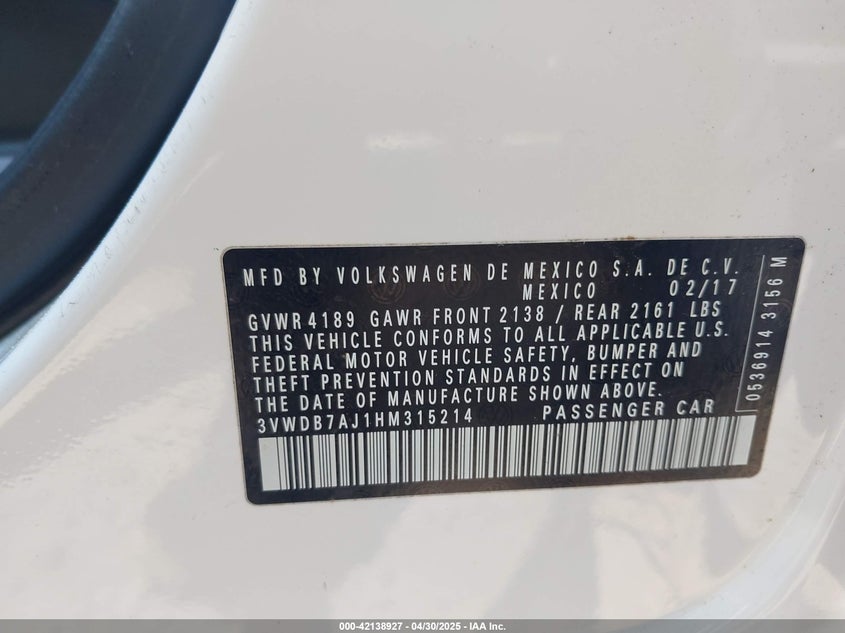 MFD BY VOLKSWAGEN DE MEXICO S.A. DE C.V.
MEXICO 02/17
GVWR 4189 GAWR FRONT 2138 / REAR 2161 LBS
THIS VEHICLE CONFORMS TO ALL APPLICABLE U.S.
FEDERAL MOTOR VEHICLE SAFETY, BUMPER AND
THEFT PREVENTION STANDARDS IN EFFECT ON
THE DATE OF MANUFACTURE SHOWN ABOVE.
3VWDB7AJ1HM315214 PASSENGER CAR
0536914 3156 M
000-42138927 / 04/30/2025 - IAA Inc.